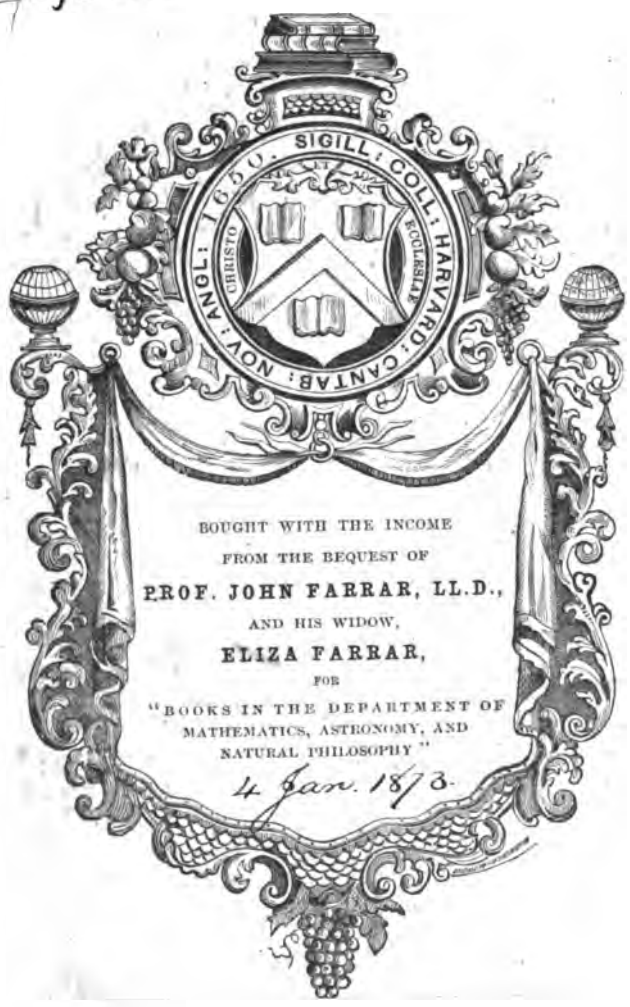 SIGILL : COLL : HARVARD : CANTAB : NOV : ANGL : 1650.
ET
CHRISTO
ECCLESIAE
BOUGHT WITH THE INCOME
FROM THE BEQUEST OF
PROF. JOHN FARRAR, LL.D.,
AND HIS WIDOW,
ELIZA FARRAR,
FOR
"BOOKS IN THE DEPARTMENT OF
MATHEMATICS, ASTRONOMY, AND
NATURAL PHILOSOPHY"
4 Jan. 1873.